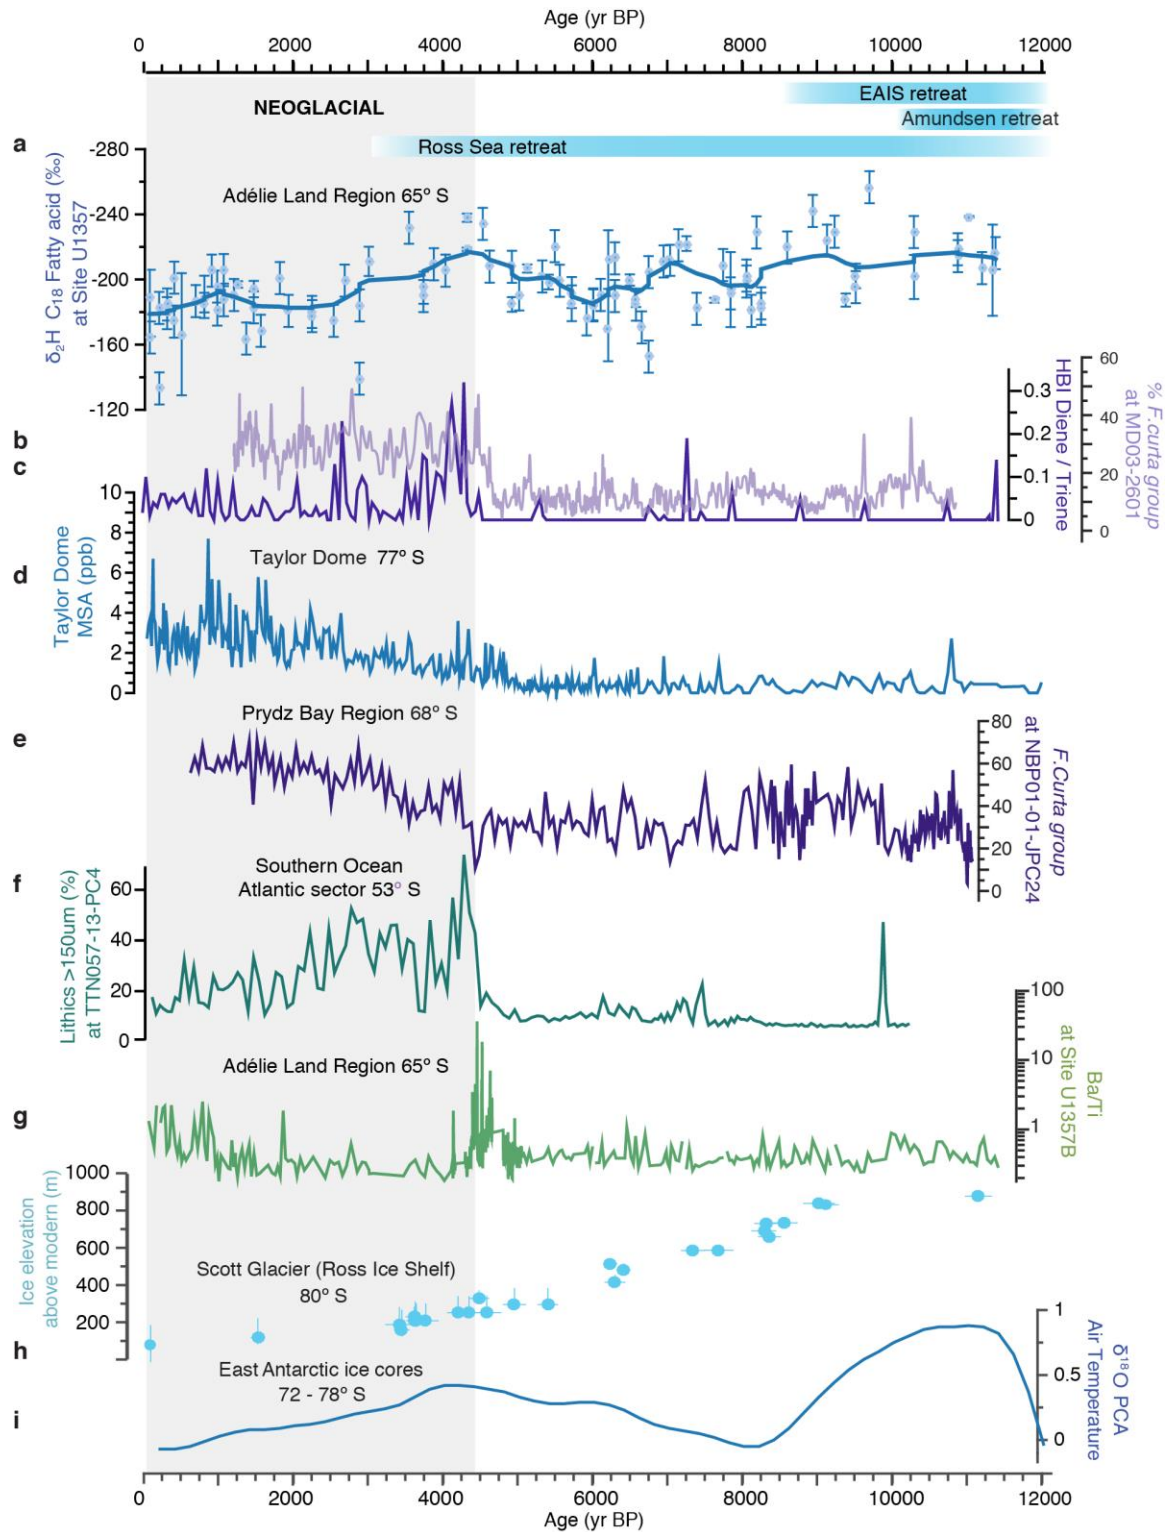 Age (yr BP)
0 2000 4000 6000 8000 10000 12000
NEOGLACIAL
EAIS retreat
Amundsen retreat
Ross Sea retreat
a
-280
-240
-200
-160
-120
δ₂H C₁₈ Fatty acid (‰)
at Site U1357
Adélie Land Region 65º S
b
c
0.3
0.2
0.1
0
HBI Diene / Triene
60
40
20
0
% F.curta group
at MD03-2601
d
10
8
6
4
2
0
Taylor Dome
MSA (ppb)
Taylor Dome 77º S
e
Prydz Bay Region 68º S
80
60
40
20
0
F.Curta group
at NBP01-01-JPC24
f
Southern Ocean
Atlantic sector 53º S
60
40
20
0
Lithics >150um (%)
at TTN057-13-PC4
g
Adélie Land Region 65º S
100
10
1
Ba/Ti
at Site U1357B
h
1000
800
600
400
200
Ice elevation
above modern (m)
Scott Glacier (Ross Ice Shelf)
80º S
i
East Antarctic ice cores
72 - 78º S
1
0.5
0
δ¹⁸O PCA
Air Temperature
0 2000 4000 6000 8000 10000 12000
Age (yr BP)